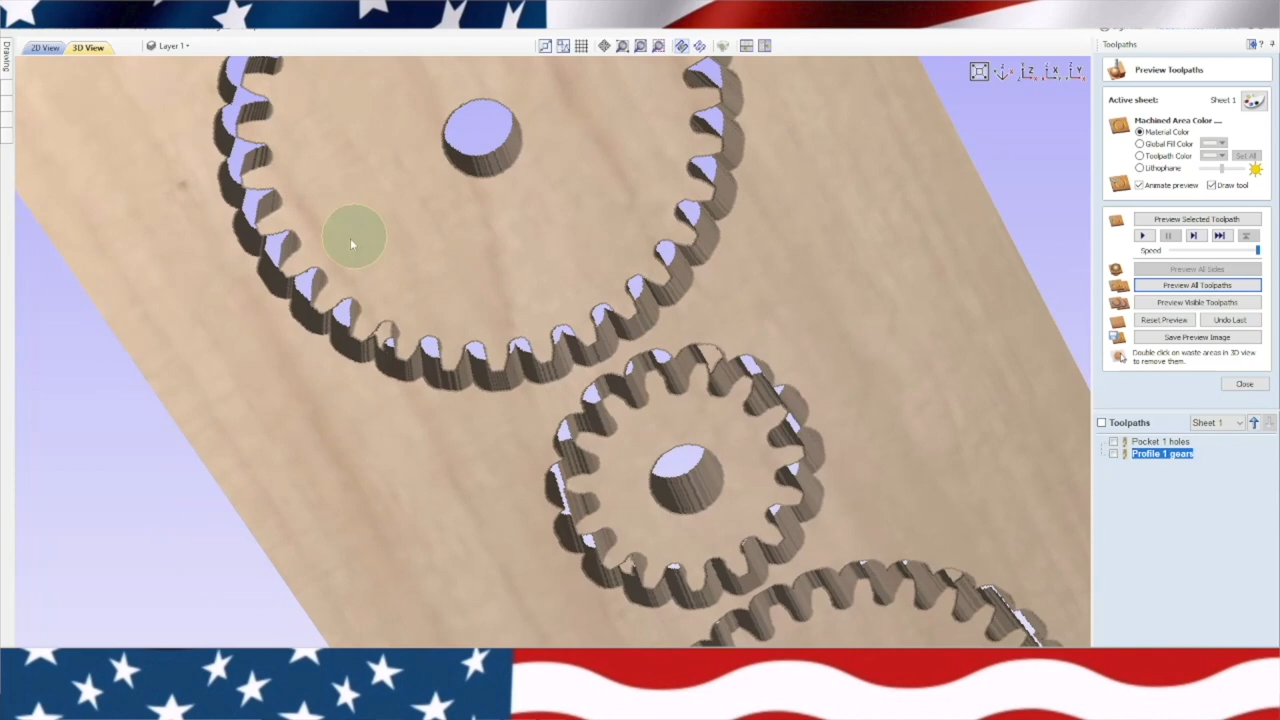 Drawing
2D View
3D View
Layer 1
Z
X
Y
Toolpaths
?
Preview Toolpaths
Active sheet: Sheet 1
Machined Area Color
Material Color
Global Fill Color
Toolpath Color Set All
Lithophane
Animate preview Draw tool
Preview Selected Toolpath
Speed
Preview All Sides
Preview All Toolpaths
Preview Visible Toolpaths
Reset Preview Undo Last
Save Preview Image
Double click on waste areas in 3D view
to remove them.
Close
Toolpaths Sheet 1
Pocket 1 holes
Profile 1 gears